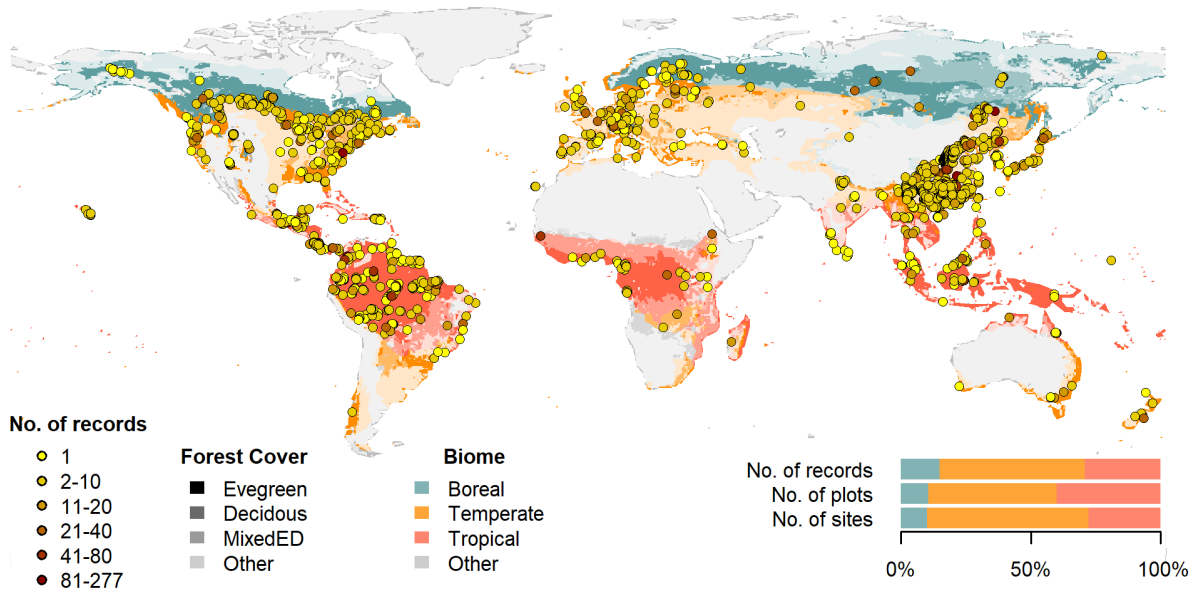 No. of records
1
2-10
11-20
21-40
41-80
81-277
Forest Cover
Evegreen
Decidous
MixedED
Other
Biome
Boreal
Temperate
Tropical
Other
No. of records
No. of plots
No. of sites
0% 50% 100%